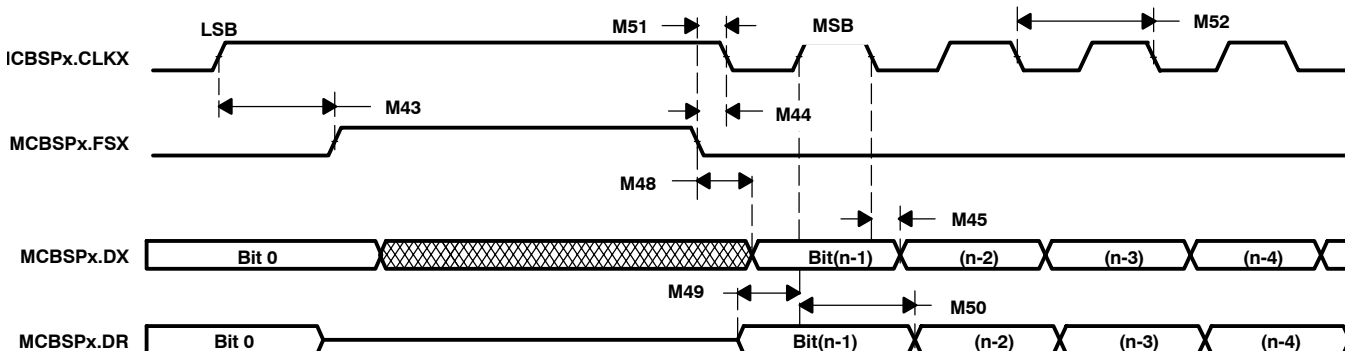 LSB
M51
MSB
M52
ICBSPx.CLKX
M43
M44
MCBSPx.FSX
M48
M45
MCBSPx.DX
Bit 0
Bit(n-1)
(n-2)
(n-3)
(n-4)
M49
M50
MCBSPx.DR
Bit 0
Bit(n-1)
(n-2)
(n-3)
(n-4)